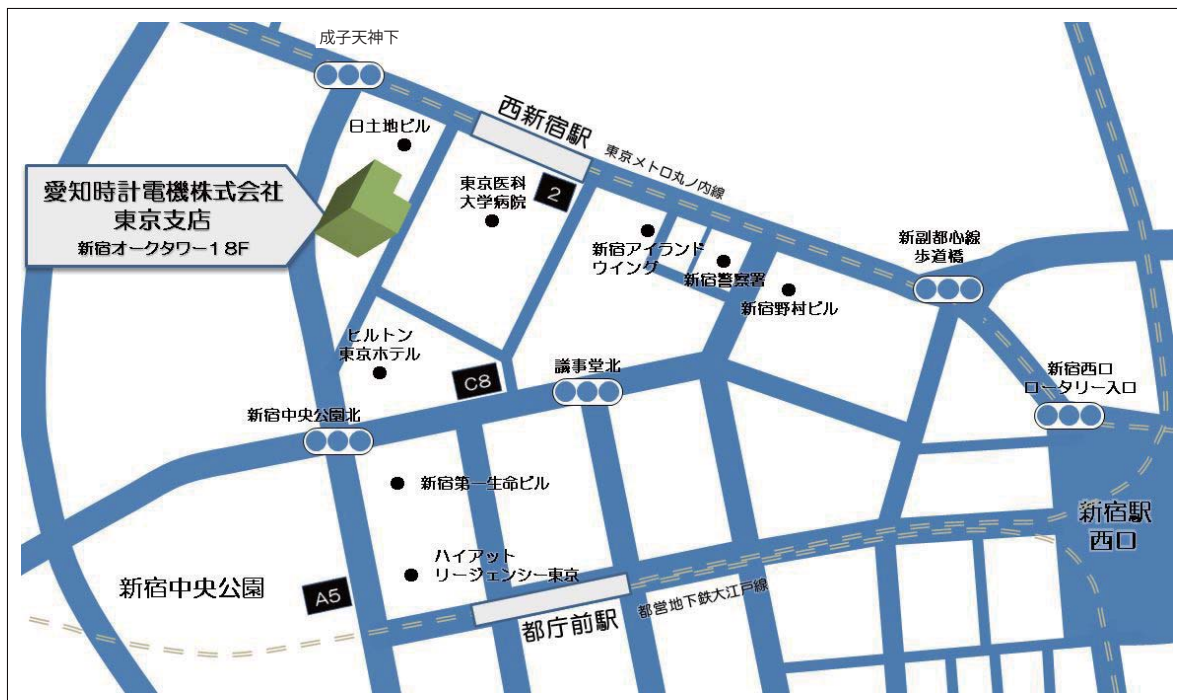 成子天神下
西新宿駅
東京メトロ丸ノ内線
日土地ビル
愛知時計電機株式会社
東京支店
新宿オークタワー18F
東京医科
大学病院
2
新宿アイランド
ウイング
新宿警察署
新宿野村ビル
新副都心線
歩道橋
ヒルトン
東京ホテル
C8
議事堂北
新宿西口
ロータリー入口
新宿中央公園北
新宿第一生命ビル
新宿駅
西口
ハイアット
リージェンシー東京
新宿中央公園
A5
都庁前駅
都営地下鉄大江戸線